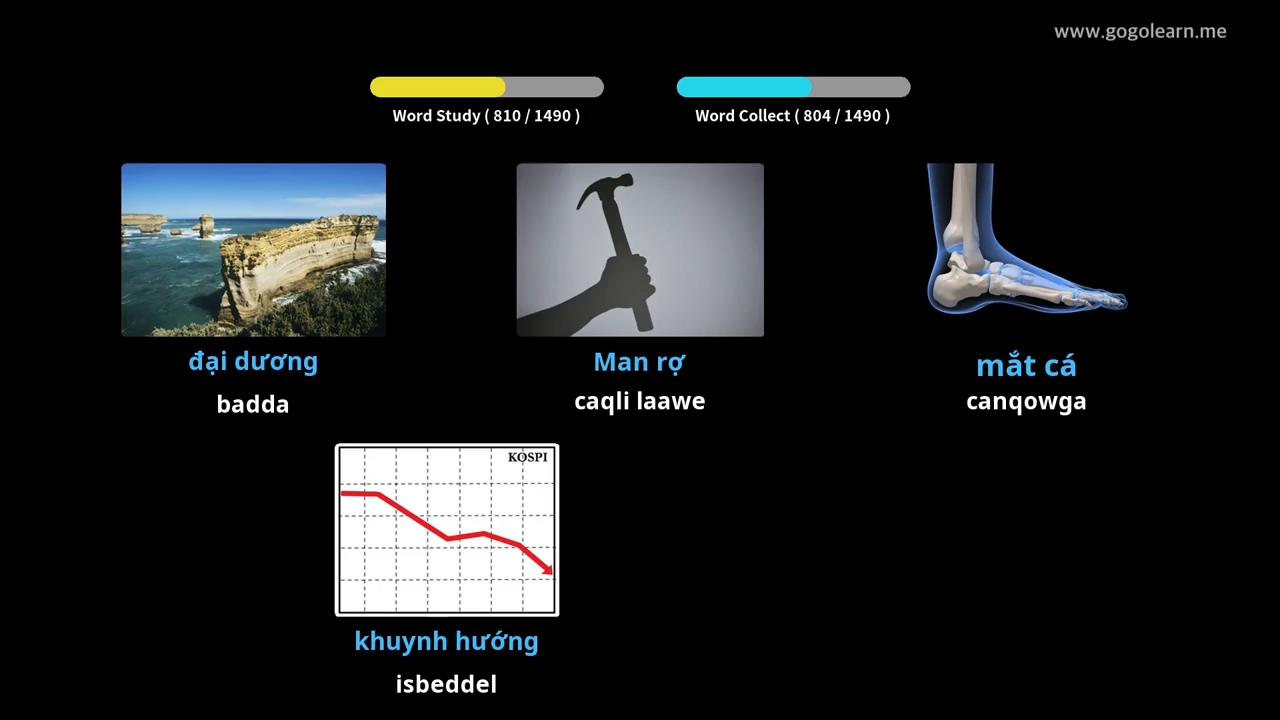 www.gogolearn.me
Word Study ( 810 / 1490 )
Word Collect ( 804 / 1490 )
đại dương
badda
Man rợ
caqli laawe
mắt cá
canqowga
KOSPI
khuynh hướng
isbeddel